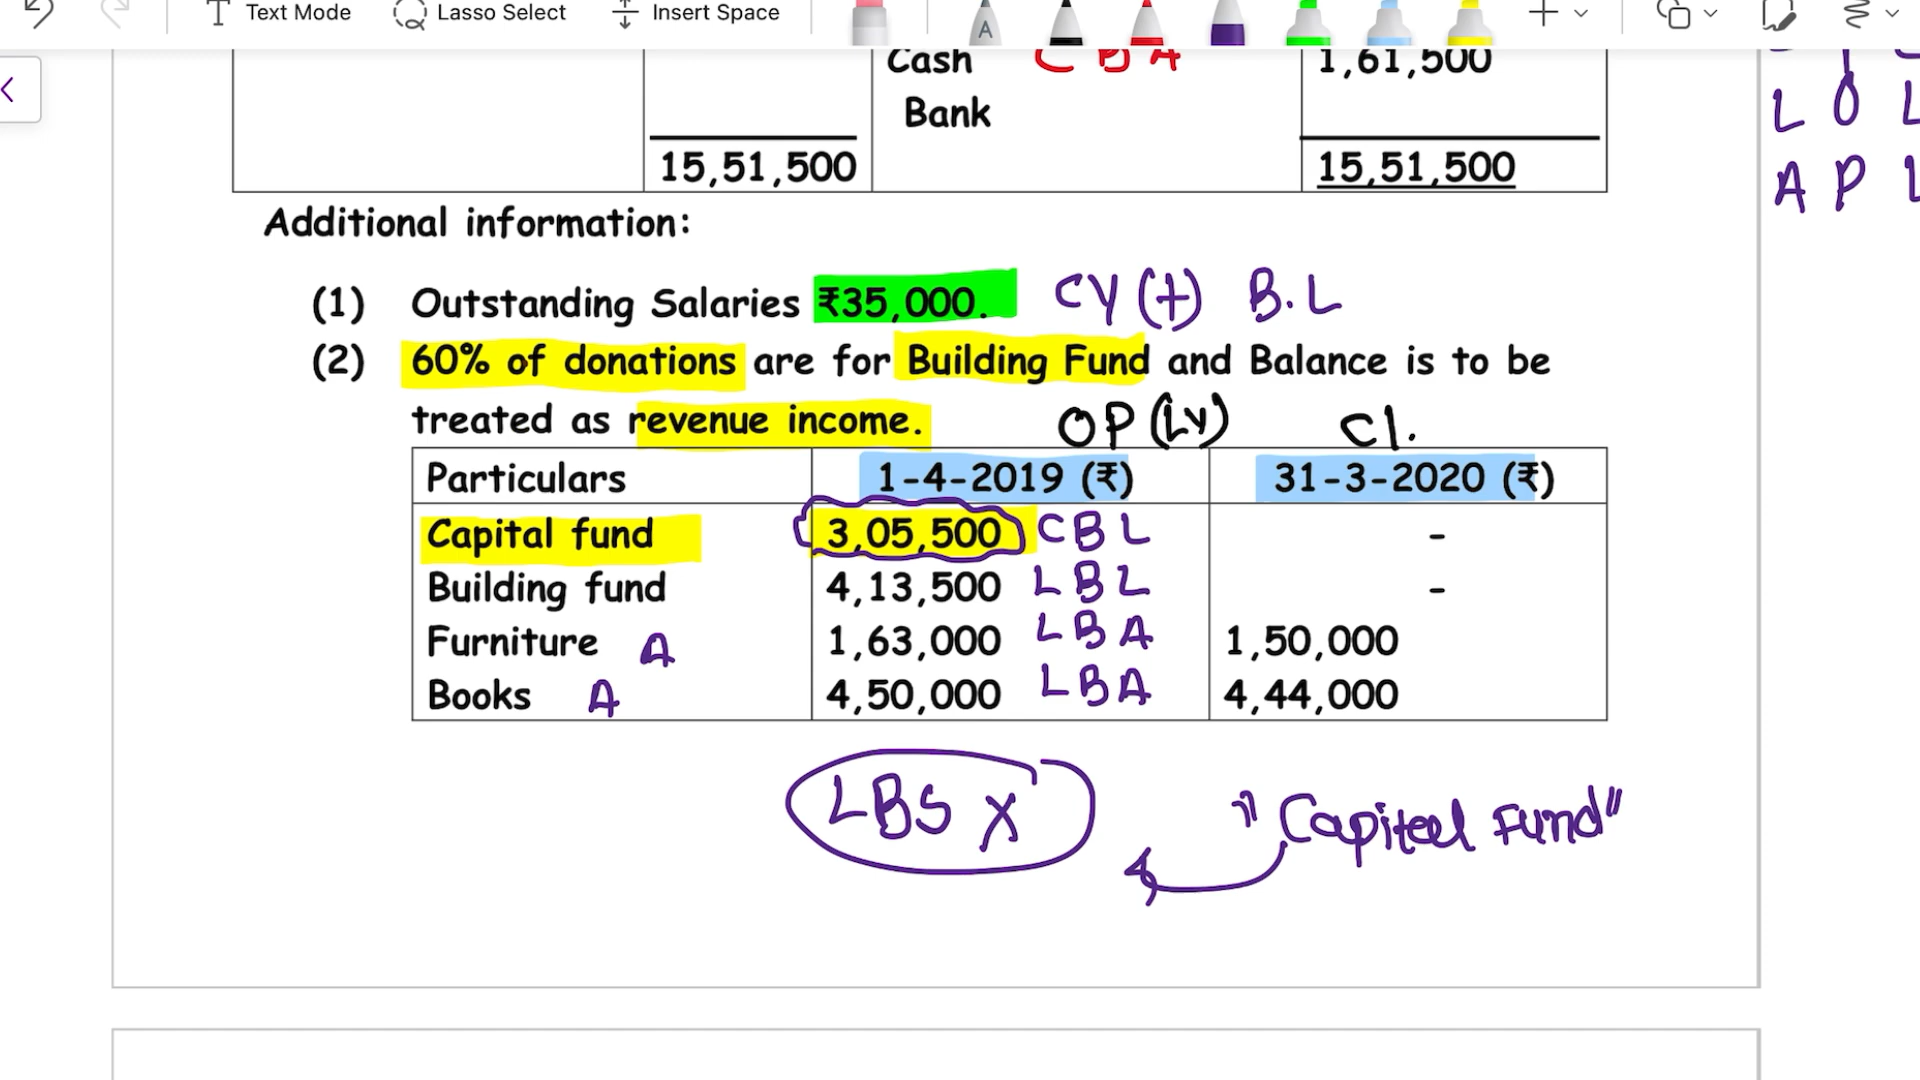 Text Mode Lasso Select Insert Space
A
Cash C B A 1,61,500
Bank
15,51,500 15,51,500
L O L
A P L
Additional information:
(1) Outstanding Salaries ₹35,000. CY (+) B.L
(2) 60% of donations are for Building Fund and Balance is to be
treated as revenue income. OP (LY) Cl.
Particulars 1-4-2019 (₹) 31-3-2020 (₹)
Capital fund 3,05,500 C B L -
Building fund 4,13,500 L B L -
Furniture A 1,63,000 L B A 1,50,000
Books A 4,50,000 L B A 4,44,000
LBS X "Capital Fund"